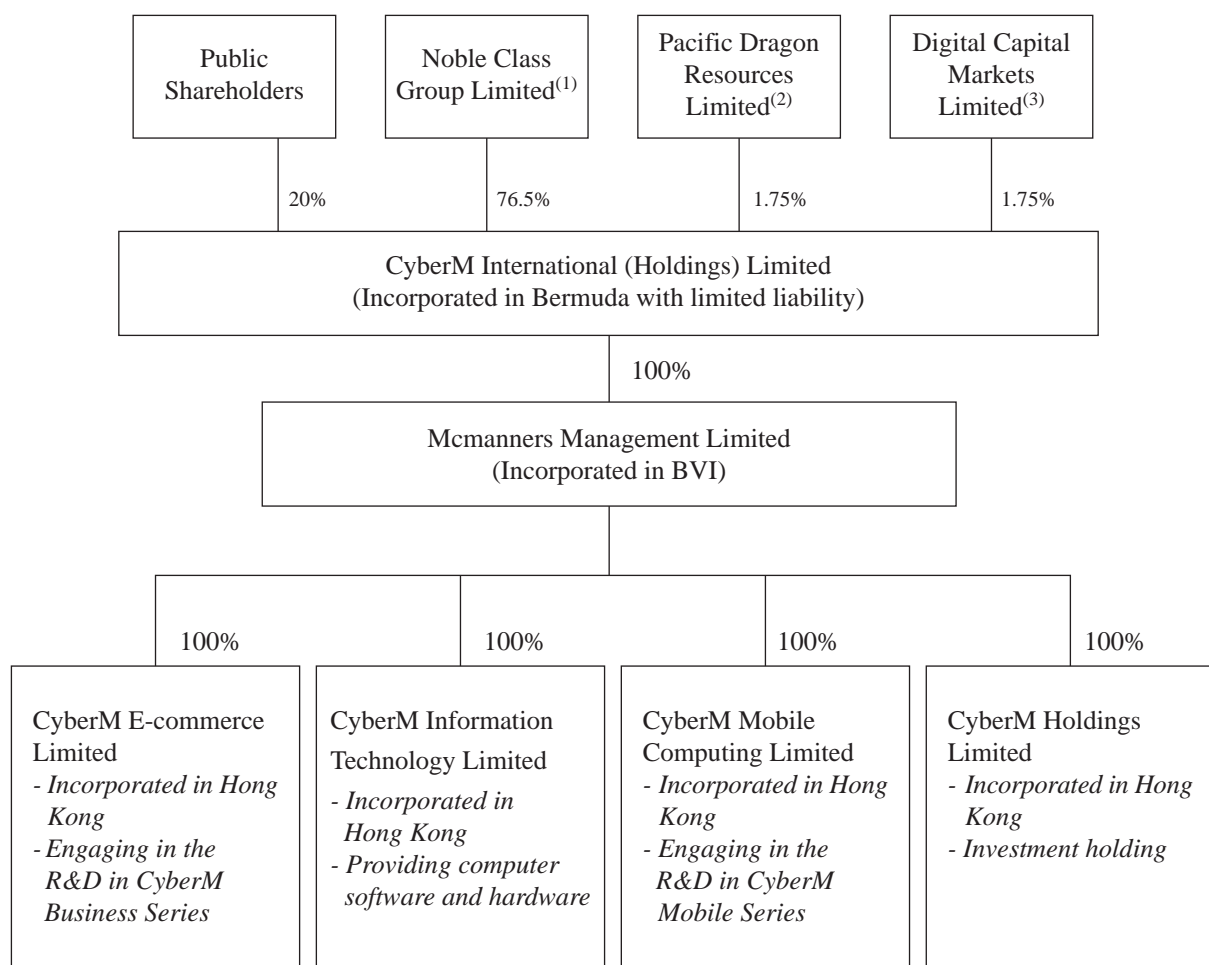 Public
Shareholders
Noble Class
Group Limited(1)
Pacific Dragon
Resources
Limited(2)
Digital Capital
Markets
Limited(3)
20%
76.5%
1.75%
1.75%
CyberM International (Holdings) Limited
(Incorporated in Bermuda with limited liability)
100%
Mcmanners Management Limited
(Incorporated in BVI)
100%
100%
100%
100%
CyberM E-commerce
Limited
- Incorporated in Hong
Kong
- Engaging in the
R&D in CyberM
Business Series
CyberM Information
Technology Limited
- Incorporated in
Hong Kong
- Providing computer
software and hardware
CyberM Mobile
Computing Limited
- Incorporated in Hong
Kong
- Engaging in the
R&D in CyberM
Mobile Series
CyberM Holdings
Limited
- Incorporated in Hong
Kong
- Investment holding